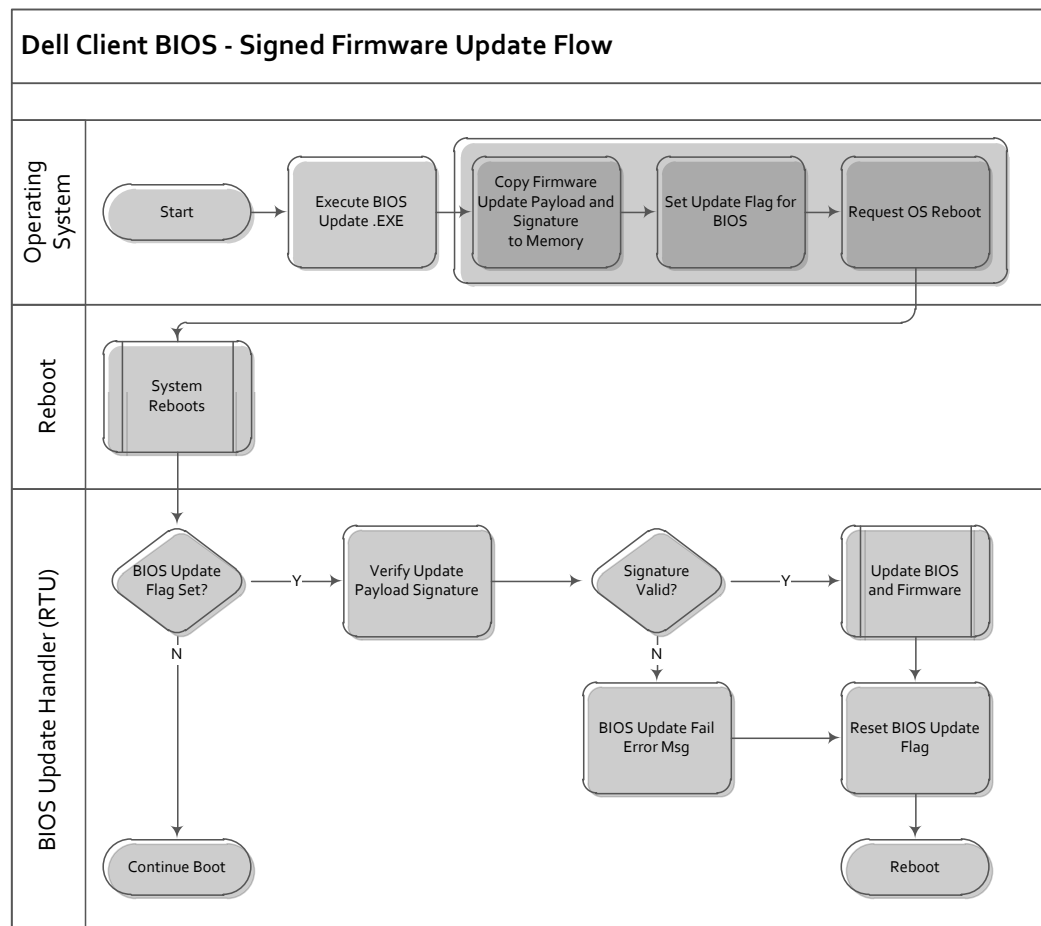 Dell Client BIOS - Signed Firmware Update Flow
Operating
System
Start
Execute BIOS
Update .EXE
Copy Firmware
Update Payload and
Signature
to Memory
Set Update Flag for
BIOS
Request OS Reboot
Reboot
System
Reboots
BIOS Update Handler (RTU)
BIOS Update
Flag Set?
Y
Verify Update
Payload Signature
Signature
Valid?
Y
Update BIOS
and Firmware
N
N
BIOS Update Fail
Error Msg
Reset BIOS Update
Flag
Continue Boot
Reboot